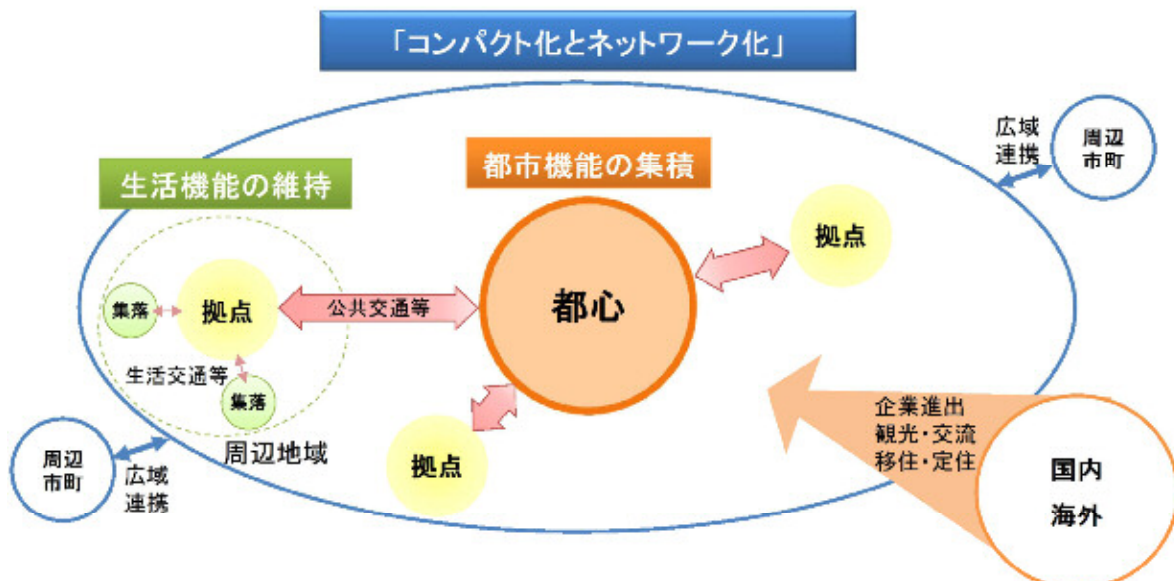 「コンパクト化とネットワーク化」
広域
連携
周辺
市町
生活機能の維持
都市機能の集積
拠点
集落
拠点
公共交通等
都心
生活交通等
集落
周辺地域
拠点
周辺
市町
広域
連携
企業進出
観光・交流
移住・定住
国内
海外